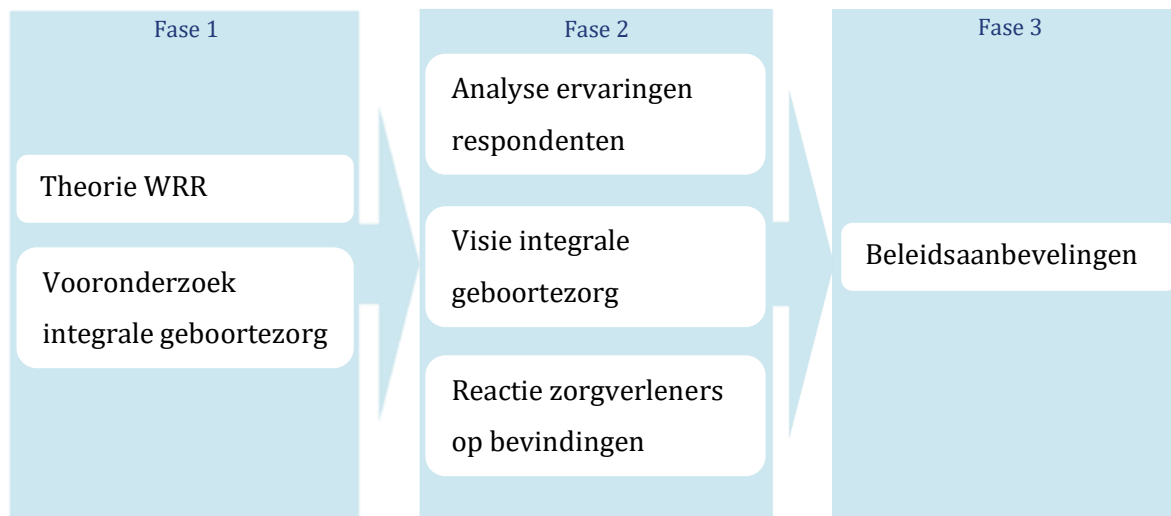 Fase 1
Theorie WRR
Vooronderzoek
integrale geboortezorg
Fase 2
Analyse ervaringen
respondenten
Visie integrale
geboortezorg
Reactie zorgverleners
op bevindingen
Fase 3
Beleidsaanbevelingen